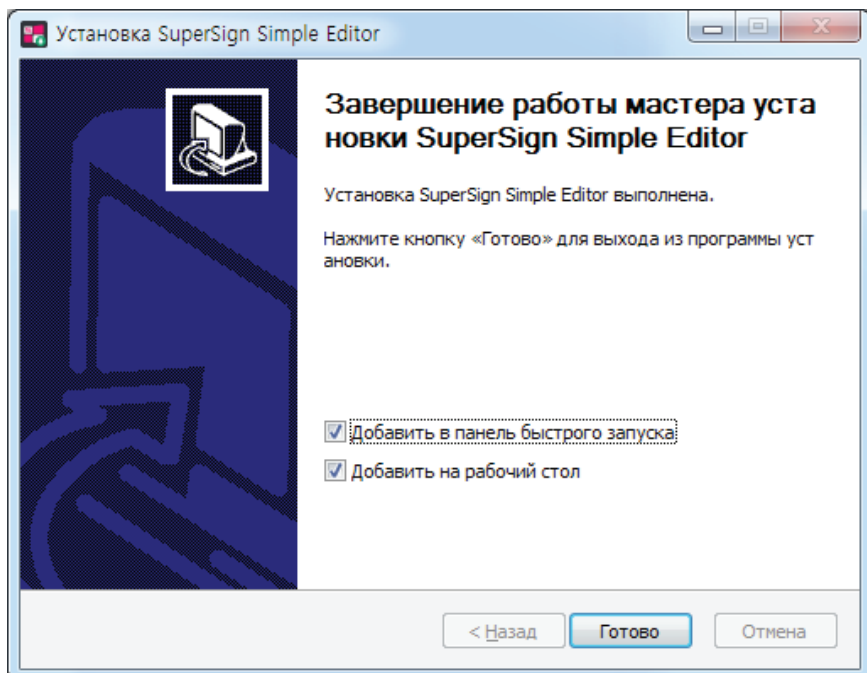 Установка SuperSign Simple Editor
Завершение работы мастера уста
новки SuperSign Simple Editor
Установка SuperSign Simple Editor выполнена.
Нажмите кнопку «Готово» для выхода из программы уст
ановки.
Добавить в панель быстрого запуска
Добавить на рабочий стол
< Назад Готово Отмена